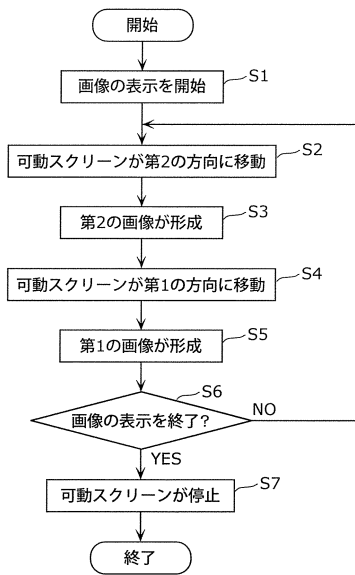 開始
画像の表示を開始
S1
可動スクリーンが第2の方向に移動
S2
第2の画像が形成
S3
可動スクリーンが第1の方向に移動
S4
第1の画像が形成
S5
S6
画像の表示を終了?
NO
YES
可動スクリーンが停止
S7
終了